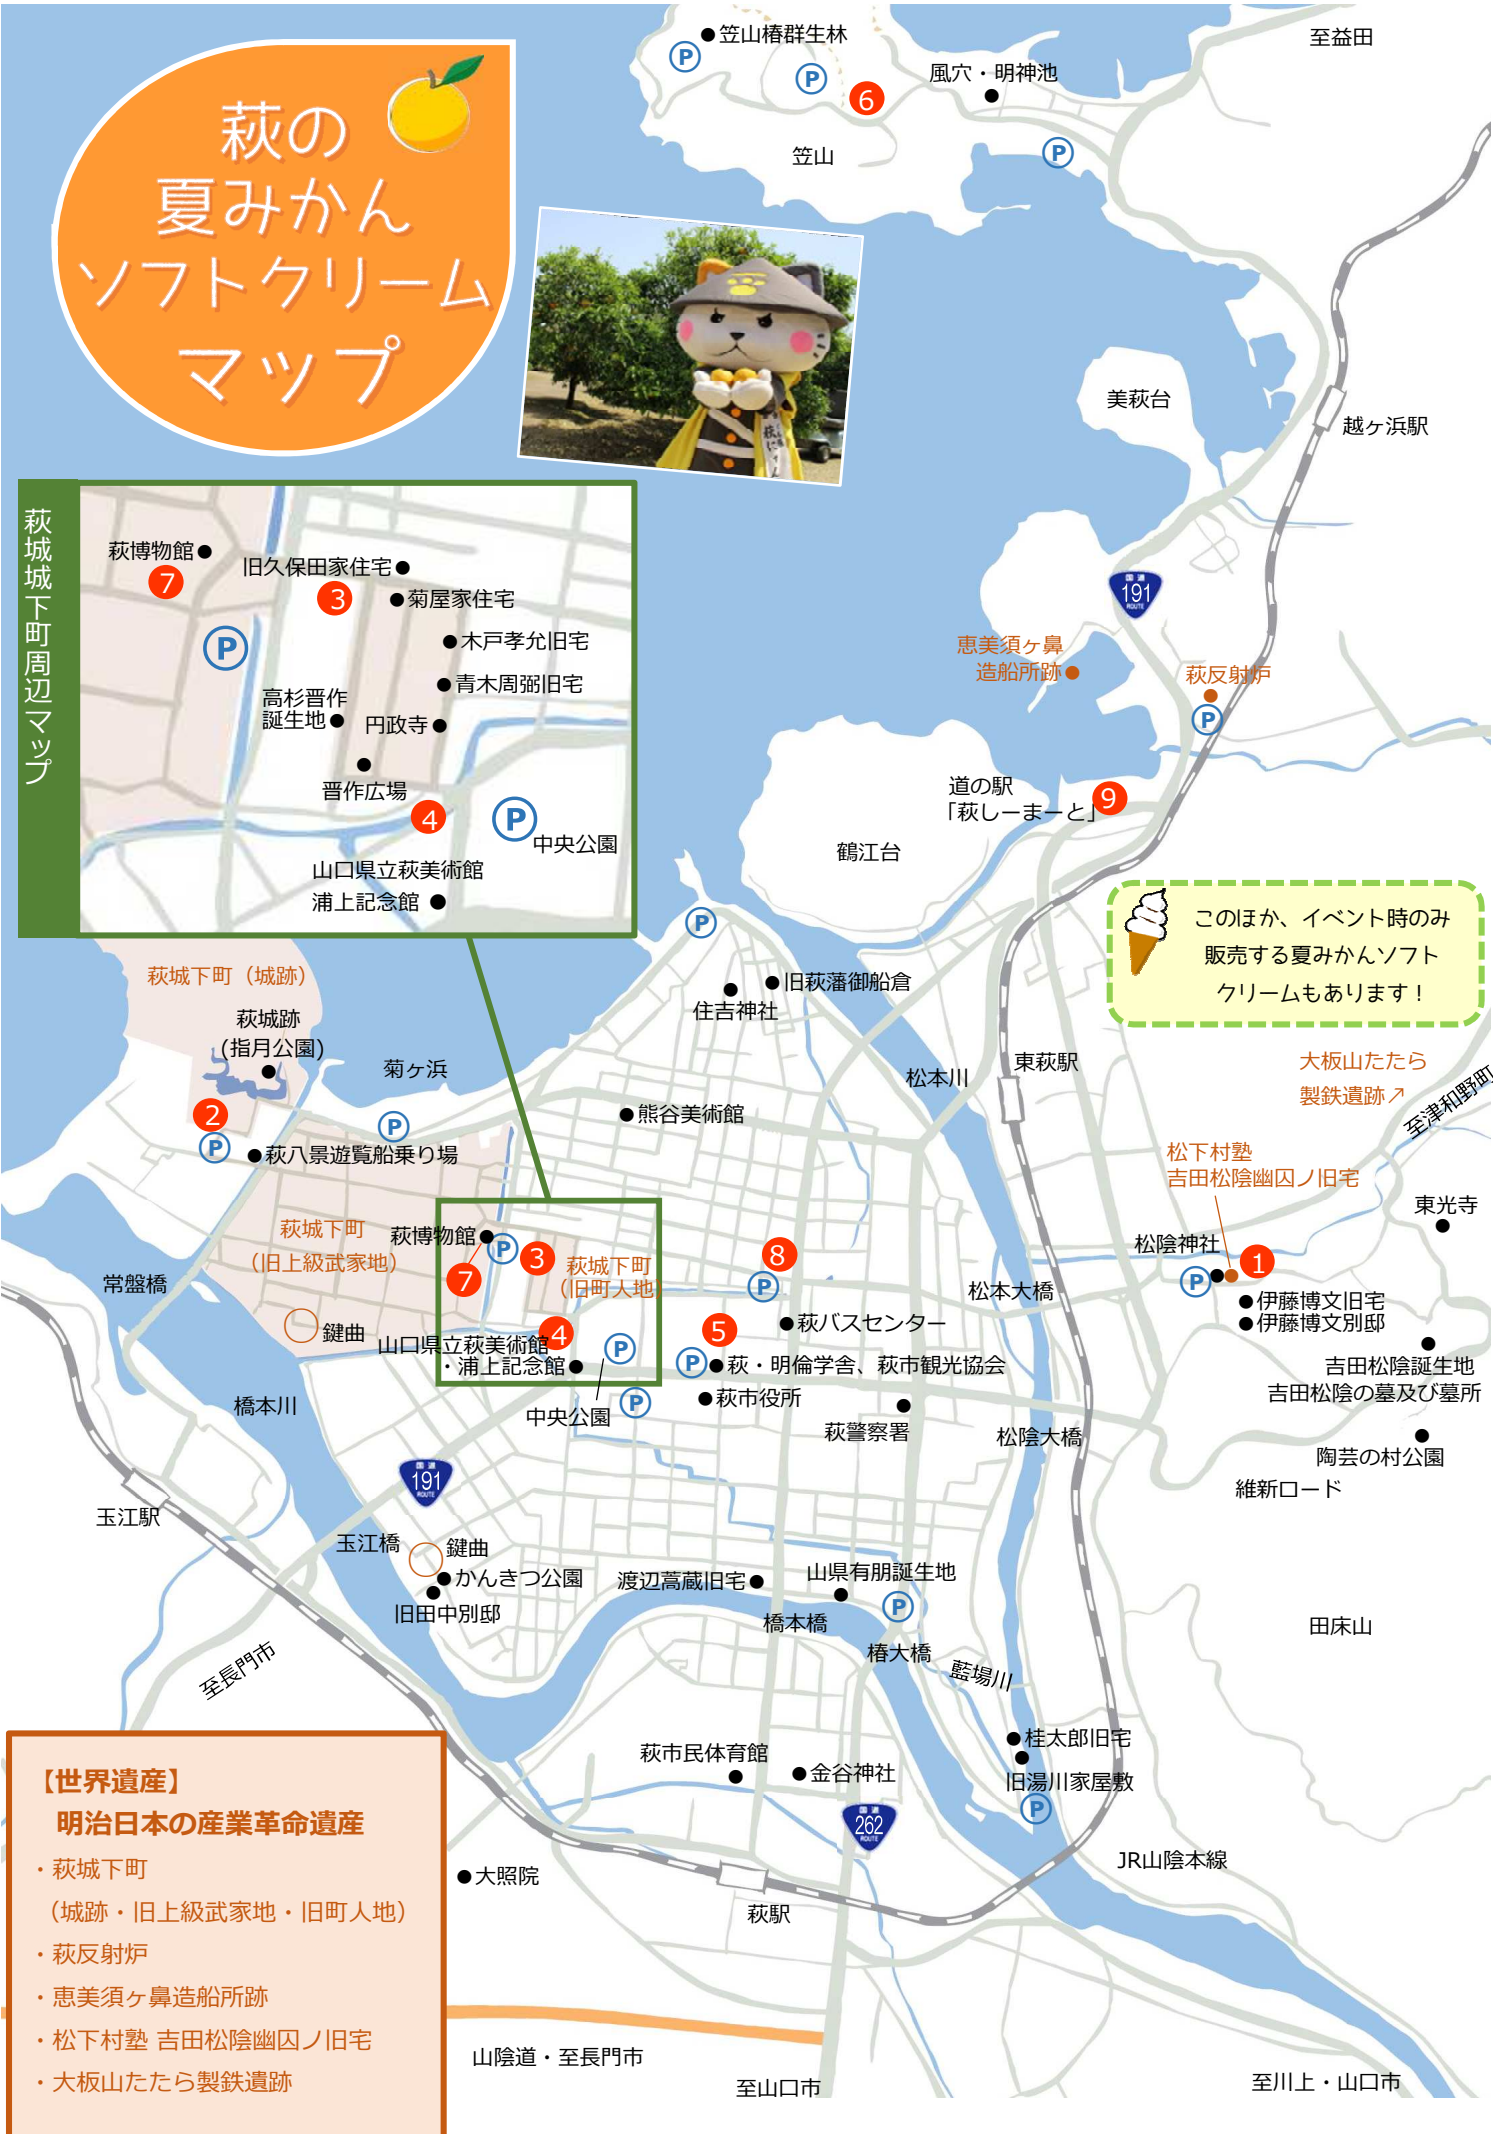 萩の
夏みかん
ソフトクリーム
マップ
笠山椿群生林
P
P
6
風穴・明神池
至益田
笠山
P
美萩台
越ヶ浜駅
国道
191
ROUTE
恵美須ヶ鼻
造船所跡
萩反射炉
P
道の駅
「萩しーまーと」
9
鶴江台
萩城城下町周辺マップ
萩博物館
7
旧久保田家住宅
3
菊屋家住宅
P
木戸孝允旧宅
青木周弼旧宅
高杉晋作
誕生地
円政寺
晋作広場
4
P
中央公園
山口県立萩美術館
浦上記念館
このほか、イベント時のみ
販売する夏みかんソフト
クリームもあります！
P
旧萩藩御船倉
住吉神社
萩城下町（城跡）
萩城跡
(指月公園)
菊ヶ浜
2
P
P
萩八景遊覧船乗り場
熊谷美術館
松本川
東萩駅
大板山たたら
製鉄遺跡↗
至津和野町
松下村塾
吉田松陰幽囚ノ旧宅
東光寺
松陰神社
1
P
伊藤博文旧宅
伊藤博文別邸
吉田松陰誕生地
吉田松陰の墓及び墓所
陶芸の村公園
維新ロード
萩城下町
（旧上級武家地）
萩博物館
P
3
7
萩城下町
（旧町人地）
8
P
松本大橋
常盤橋
鍵曲
4
山口県立萩美術館
・浦上記念館
P
5
萩バスセンター
P
萩・明倫学舎、萩市観光協会
萩市役所
中央公園
P
萩警察署
松陰大橋
橋本川
国道
191
ROUTE
玉江駅
玉江橋
鍵曲
かんきつ公園
旧田中別邸
渡辺蒿蔵旧宅
山県有朋誕生地
P
橋本橋
椿大橋
藍場川
田床山
至長門市
桂太郎旧宅
旧湯川家屋敷
P
萩市民体育館
金谷神社
国道
262
ROUTE
JR山陰本線
大照院
萩駅
【世界遺産】
明治日本の産業革命遺産
・萩城下町
（城跡・旧上級武家地・旧町人地）
・萩反射炉
・恵美須ヶ鼻造船所跡
・松下村塾 吉田松陰幽囚ノ旧宅
・大板山たたら製鉄遺跡
山陰道・至長門市
至山口市
至川上・山口市